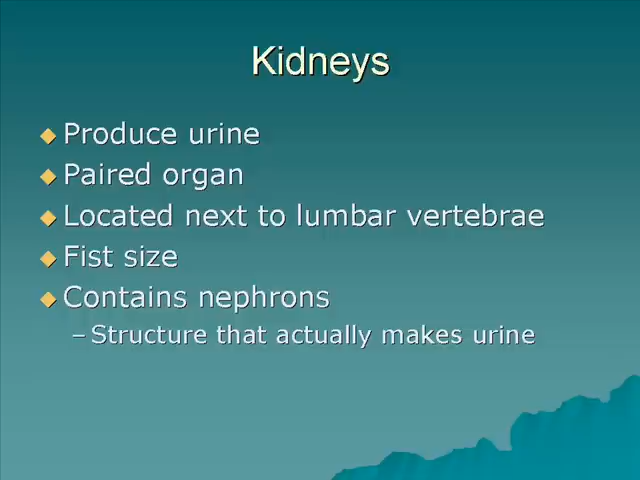 Kidneys
Produce urine
Paired organ
Located next to lumbar vertebrae
Fist size
Contains nephrons
– Structure that actually makes urine